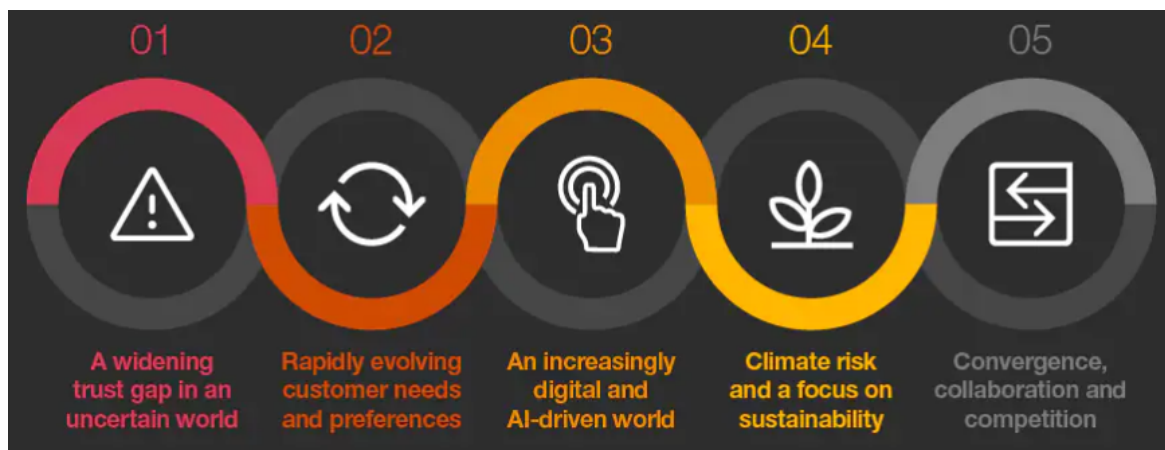 01
02
03
04
05
A widening
trust gap in an
uncertain world
Rapidly evolving
customer needs
and preferences
An increasingly
digital and
AI-driven world
Climate risk
and a focus on
sustainability
Convergence,
collaboration and
competition